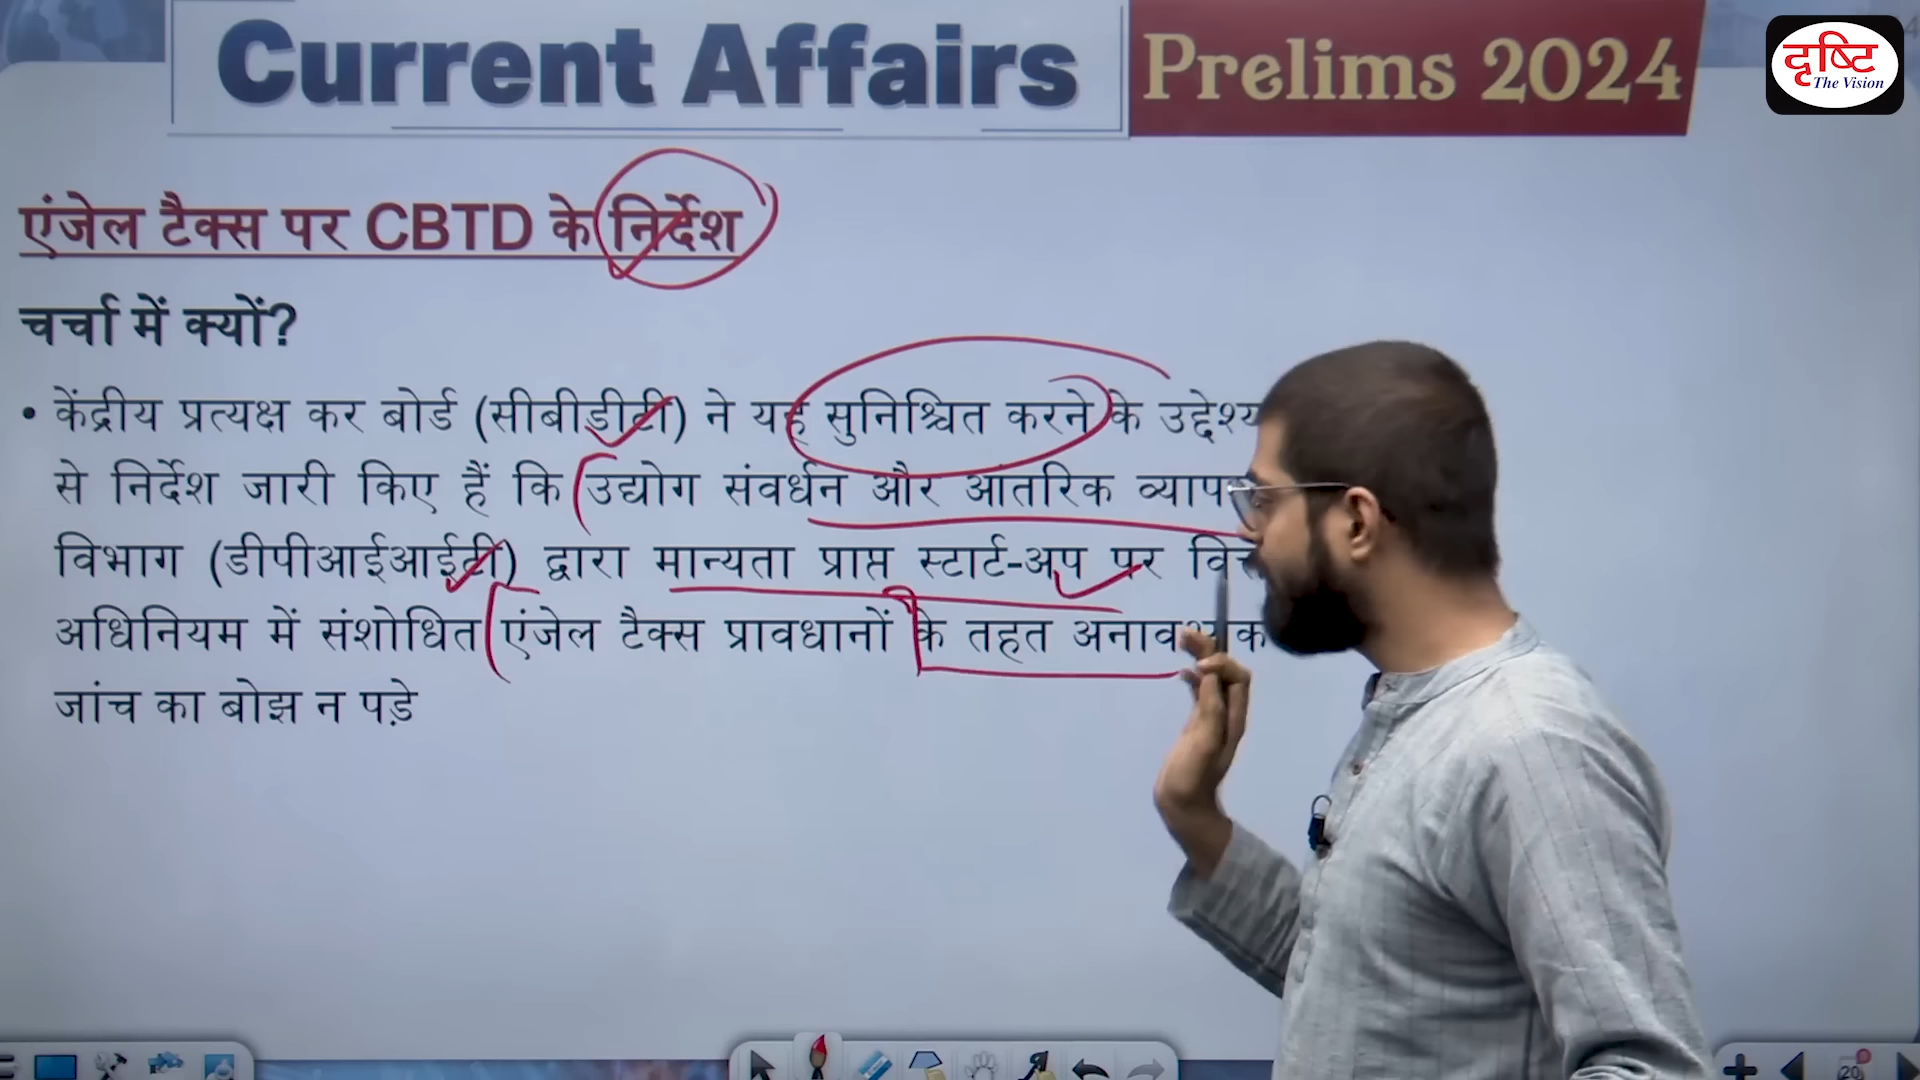 Current Affairs
Prelims 2024
दृष्टि
The Vision
एंजेल टैक्स पर CBTD के निर्देश
चर्चा में क्यों?
• केंद्रीय प्रत्यक्ष कर बोर्ड (सीबीडीटी) ने यह सुनिश्चित करने के उद्देश्य
से निर्देश जारी किए हैं कि उद्योग संवर्धन और आंतरिक
विभाग (डीपीआईआईटी) द्वारा मान्यता प्राप्त स्टार्ट-अप पर
अधिनियम में संशोधित एंजेल टैक्स प्रावधानों के तहत
जांच का बोझ न पड़े
20